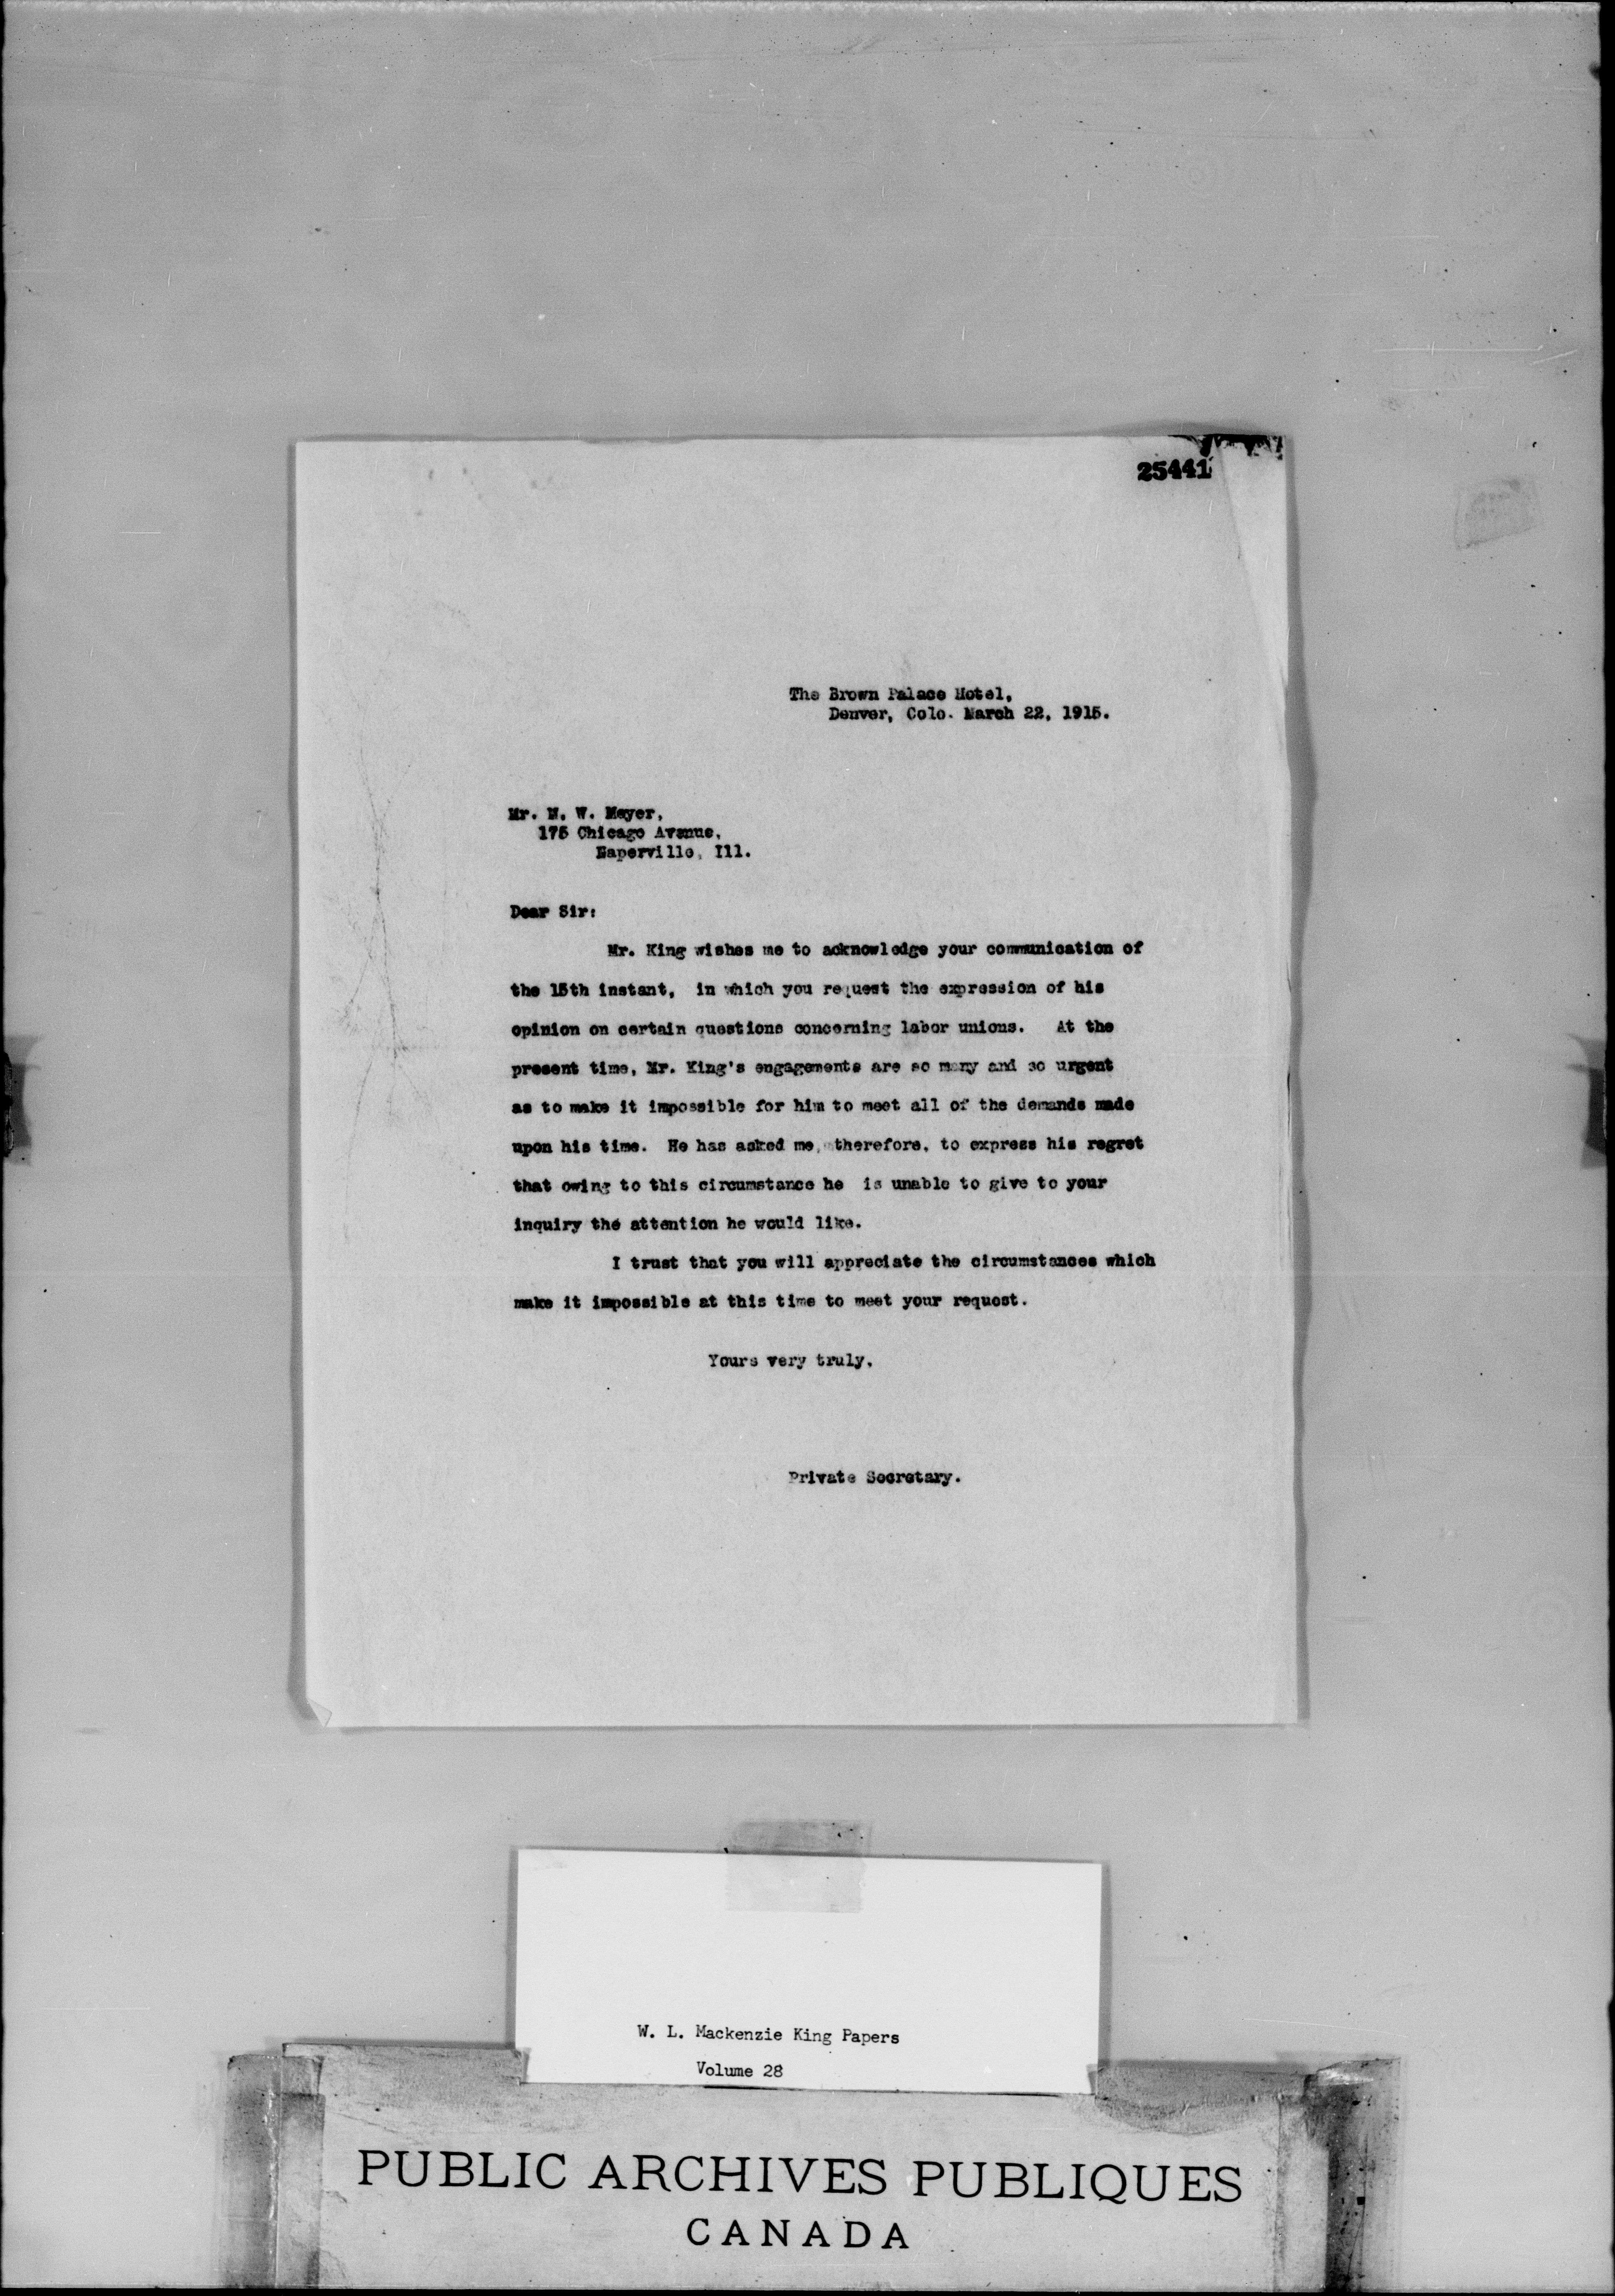 25441
The Brown Palace Hotel,
Denver, Colo. March 22, 1915.
Mr. N. W. Meyer,
175 Chicago Avenue,
Naperville, Ill.
Dear Sir:
Mr. King wishes me to acknowledge your communication of
the 15th instant, in which you request the expression of his
opinion on certain questions concerning labor unions. At the
present time, Mr. King's engagements are so many and so urgent
as to make it impossible for him to meet all of the demands made
upon his time. He has asked me, therefore, to express his regret
that owing to this circumstance he is unable to give to your
inquiry the attention he would like.
I trust that you will appreciate the circumstances which
make it impossible at this time to meet your request.
Yours very truly,
Private Secretary.
W. L. Mackenzie King Papers
Volume 28
PUBLIC ARCHIVES PUBLIQUES
CANADA